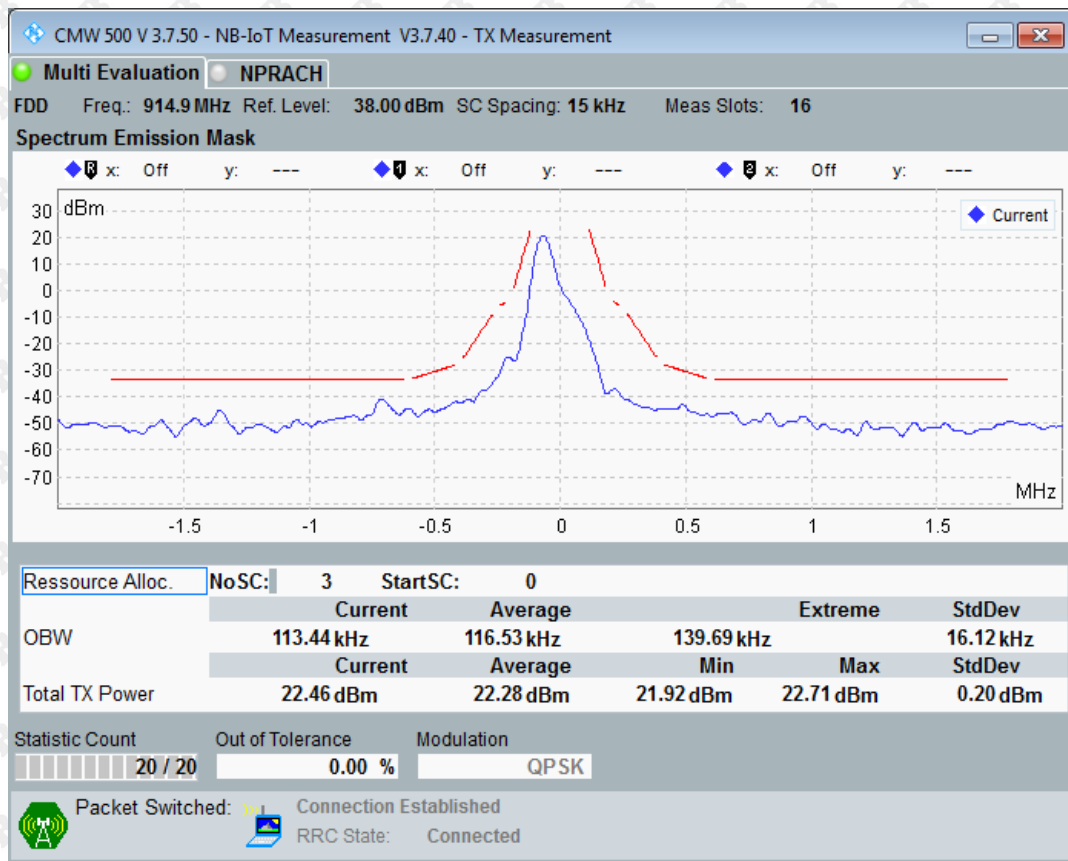 CMW 500 V 3.7.50 - NB-IoT Measurement V3.7.40 - TX Measurement
Multi Evaluation NPRACH
FDD Freq.: 914.9 MHz Ref. Level: 38.00 dBm SC Spacing: 15 kHz Meas Slots: 16
Spectrum Emission Mask
R x: Off y: --- 1 x: Off y: --- 2 x: Off y: ---
dBm
Current
30
20
10
0
-10
-20
-30
-40
-50
-60
-70
MHz
-1.5 -1 -0.5 0 0.5 1 1.5
Ressource Alloc. NoSC: 3 StartSC: 0
Current Average Extreme StdDev
OBW 113.44 kHz 116.53 kHz 139.69 kHz 16.12 kHz
Current Average Min Max StdDev
Total TX Power 22.46 dBm 22.28 dBm 21.92 dBm 22.71 dBm 0.20 dBm
Statistic Count Out of Tolerance Modulation
20 / 20 0.00 % QPSK
Packet Switched: Connection Established
RRC State: Connected